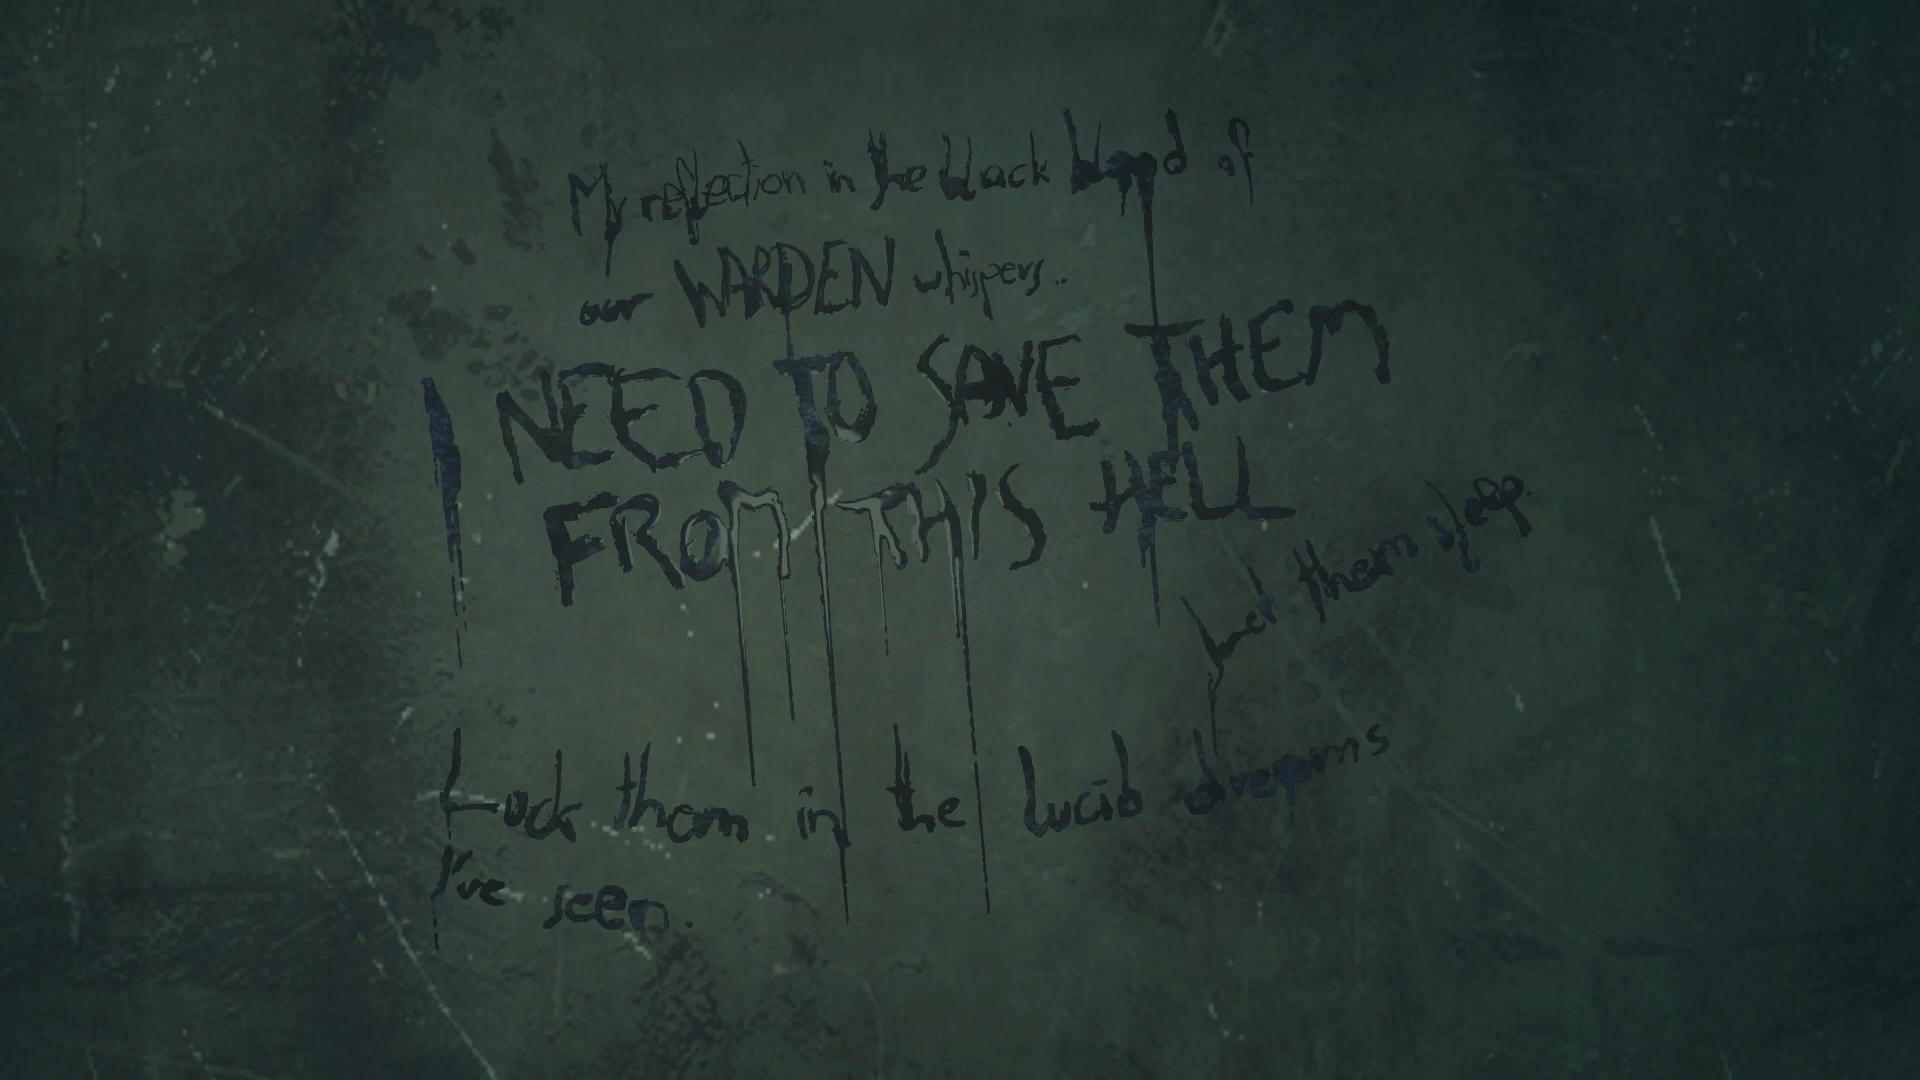 My reflection in the black blood of
our WARDEN whispers..
I NEED TO SAVE THEM
FROM THIS HELL
Let them sleep.
Lock them in the lucid dreams
I've seen.